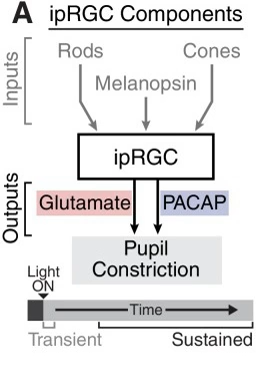 A ipRGC Components
Inputs
Rods
Cones
Melanopsin
ipRGC
Outputs
Glutamate
PACAP
Pupil
Constriction
Light
ON
Time
Transient
Sustained